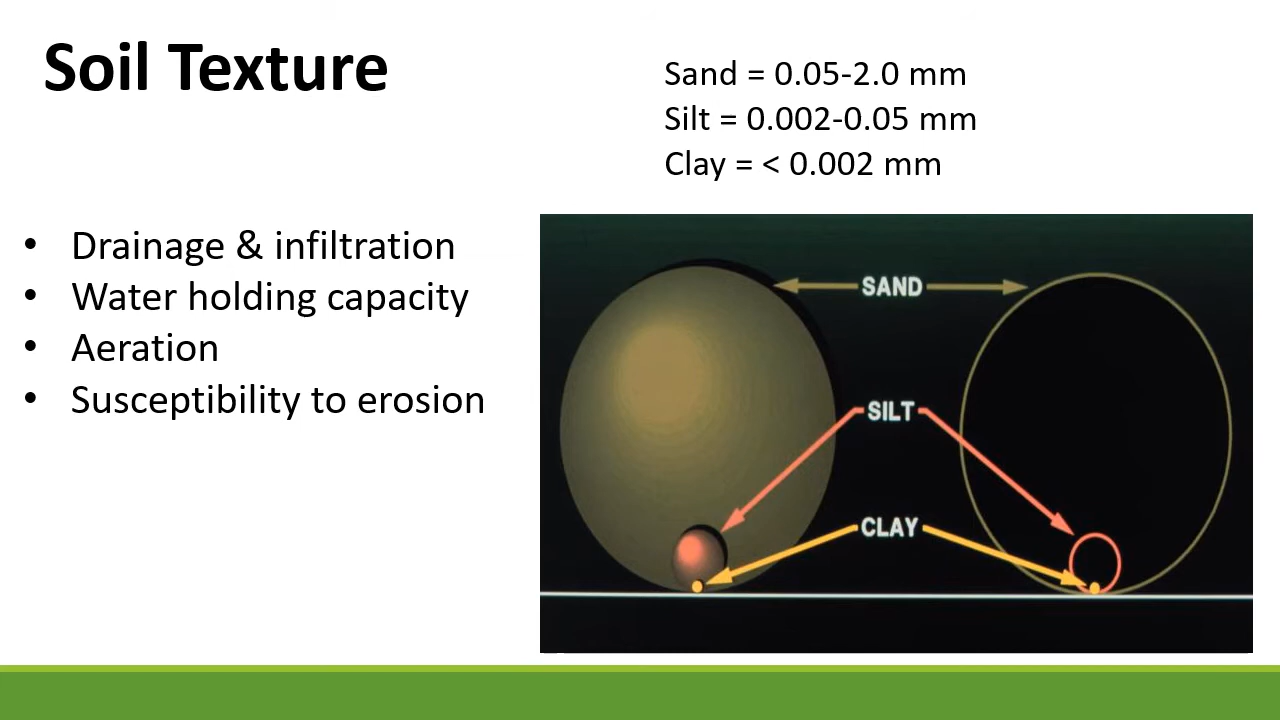 Soil Texture
Sand = 0.05-2.0 mm
Silt = 0.002-0.05 mm
Clay = < 0.002 mm
• Drainage & infiltration
• Water holding capacity
• Aeration
• Susceptibility to erosion
SAND
SILT
CLAY